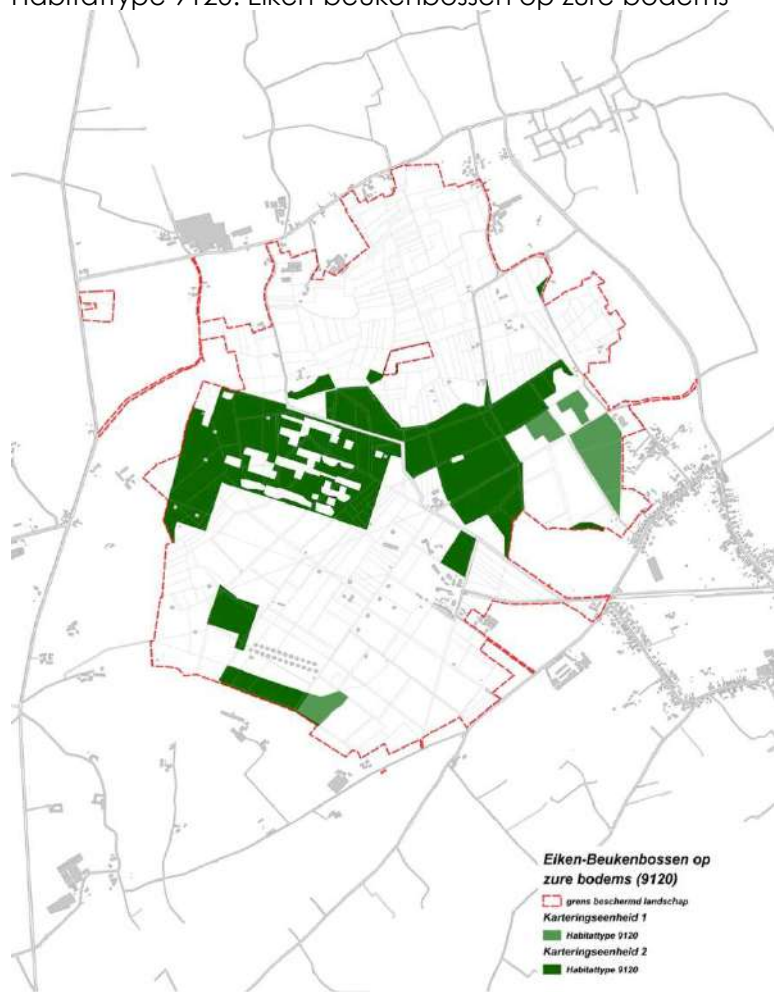 Habitattype 9120: Eiken-beukenbossen op zure bodems
Eiken-Beukenbossen op
zure bodems (9120)
grens beschermd landschap
Karteringseenheid 1
Habitattype 9120
Karteringseenheid 2
Habitattype 9120